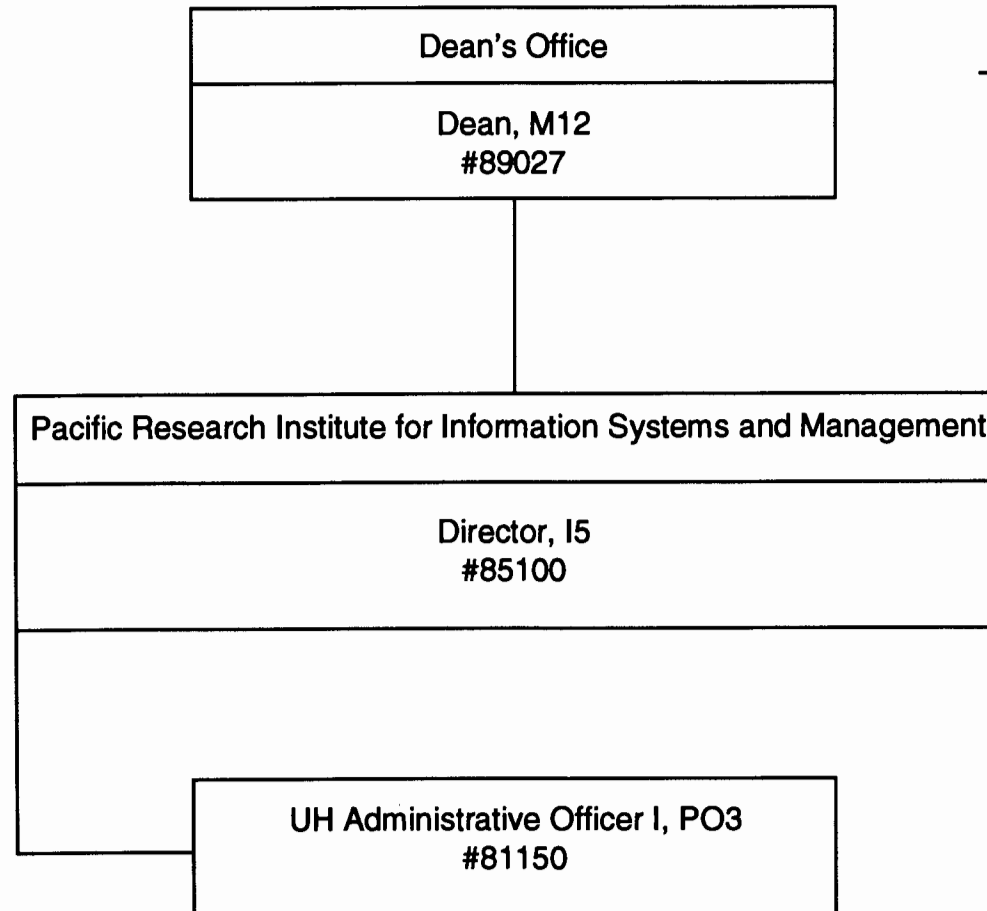 Dean's Office
Dean, M12
#89027
Pacific Research Institute for Information Systems and Management
Director, I5
#85100
UH Administrative Officer I, PO3
#81150